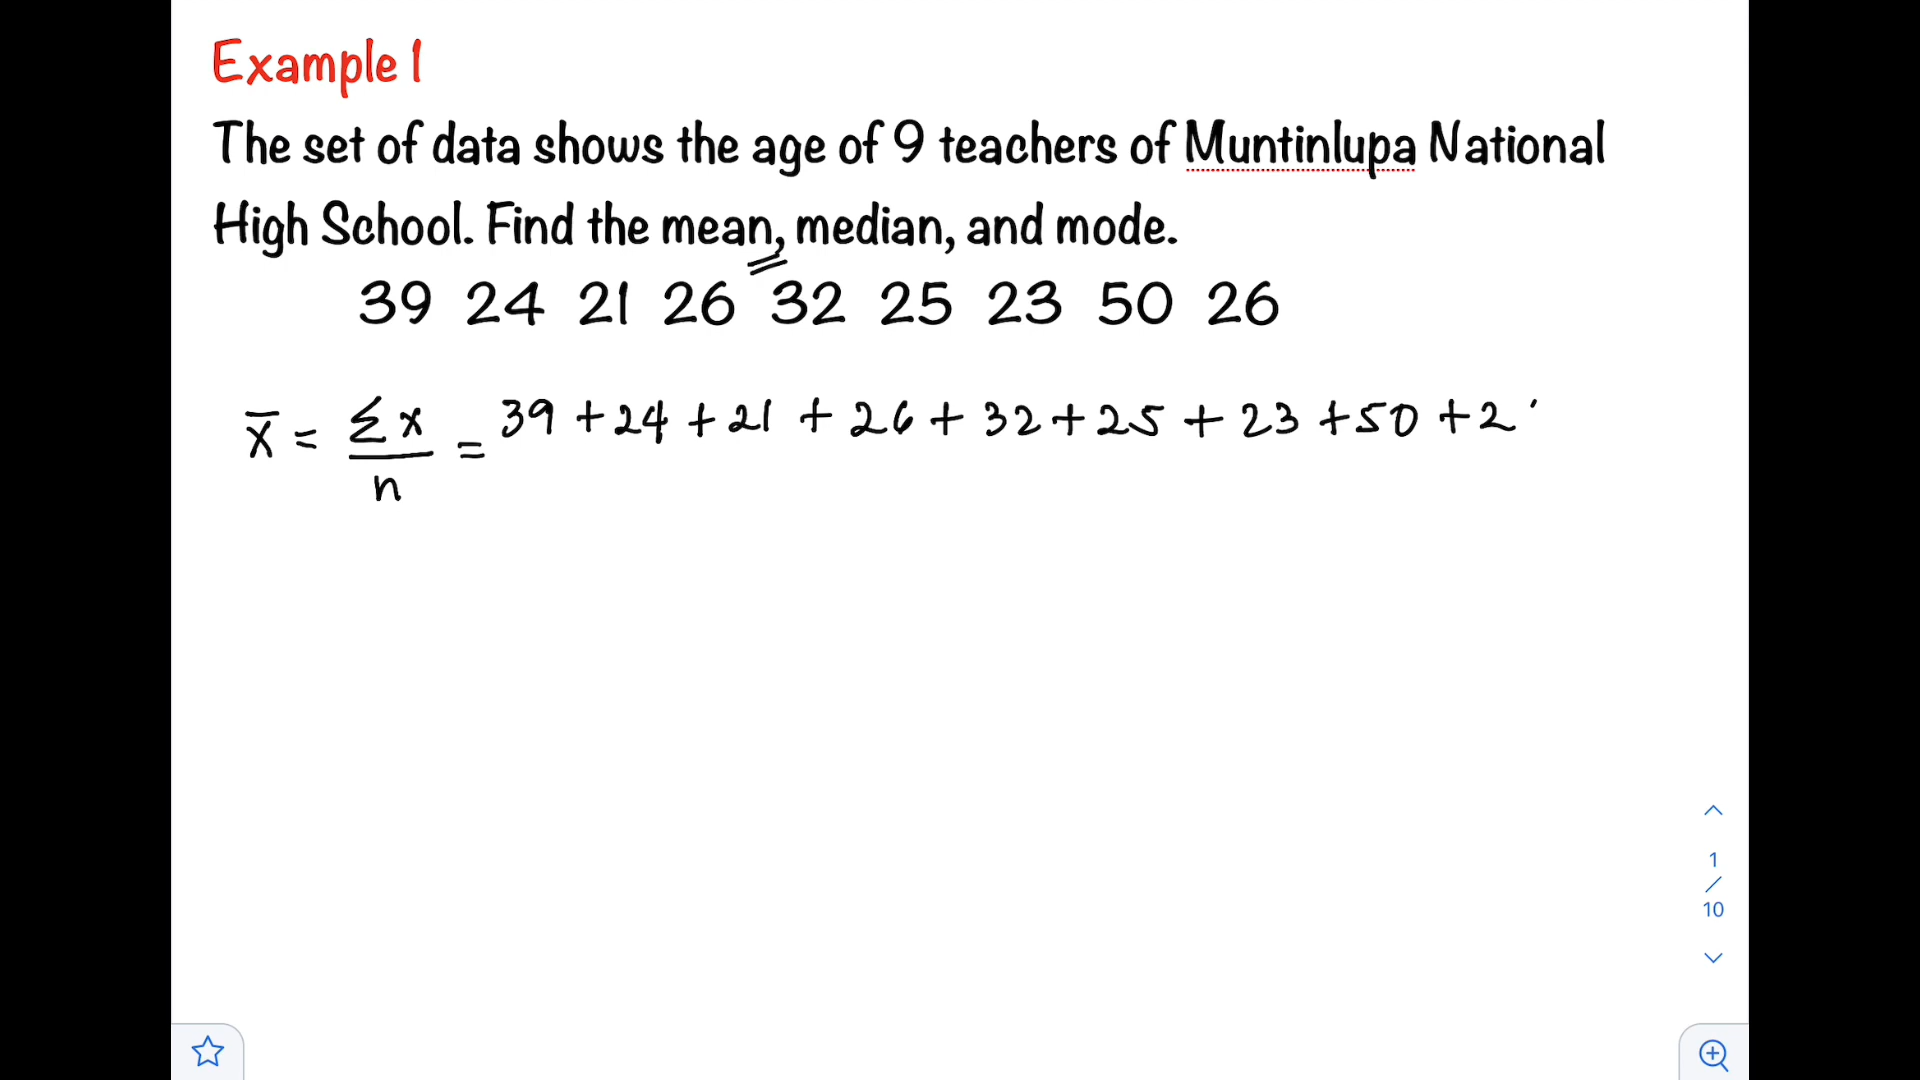 Example 1
The set of data shows the age of 9 teachers of Muntinlupa National
High School. Find the mean, median, and mode.
39 24 21 26 32 25 23 50 26
x̄ = Σx / n = 39 + 24 + 21 + 26 + 32 + 25 + 23 + 50 + 2
1
/
10